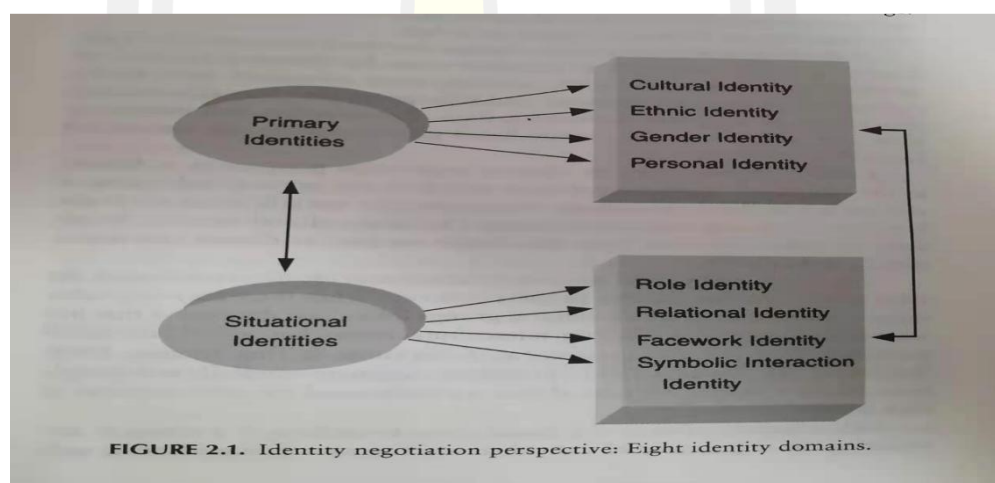 Primary
Identities
Cultural Identity
Ethnic Identity
Gender Identity
Personal Identity
Situational
Identities
Role Identity
Relational Identity
Facework Identity
Symbolic Interaction
Identity
FIGURE 2.1. Identity negotiation perspective: Eight identity domains.